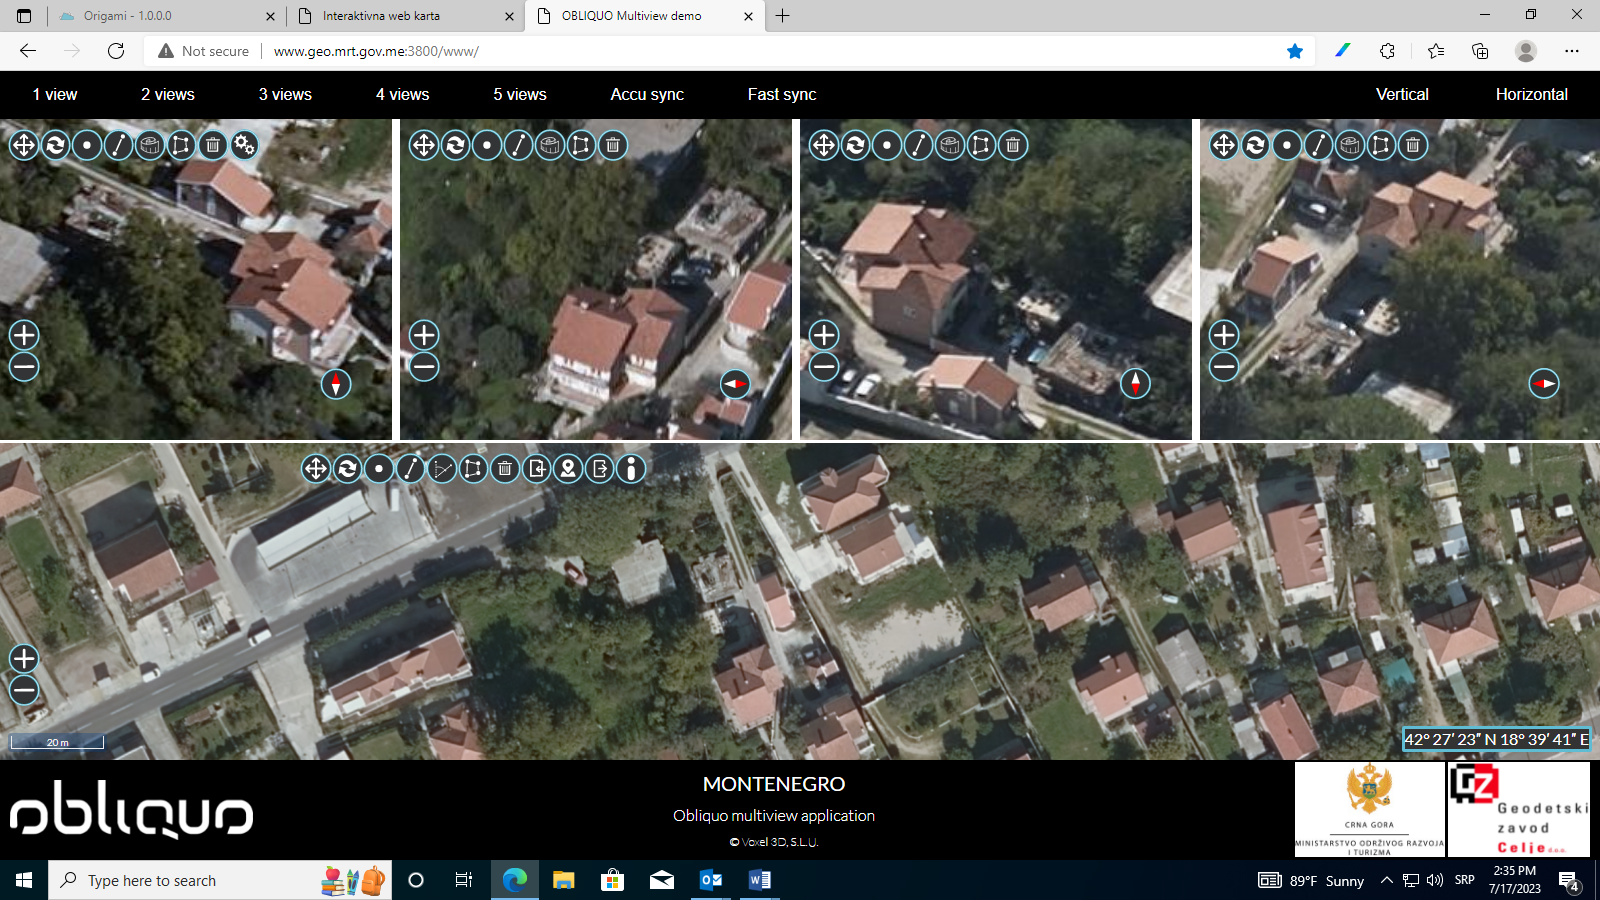 Origami - 1.0.0.0
Interaktivna web karta
OBLIQUO Multiview demo
Not secure
www.geo.mrt.gov.me:3800/www/
1 view
2 views
3 views
4 views
5 views
Accu sync
Fast sync
Vertical
Horizontal
20 m
42° 27′ 23″ N 18° 39′ 41″ E
obliquo
MONTENEGRO
Obliquo multiview application
© Voxel 3D, S.L.U.
CRNA GORA
MINISTARSTVO ODRŽIVOG RAZVOJA
I TURIZMA
GZ
Geodetski
zavod
Celje d.o.o.
Type here to search
89°F Sunny
SRP
2:35 PM
7/17/2023
4